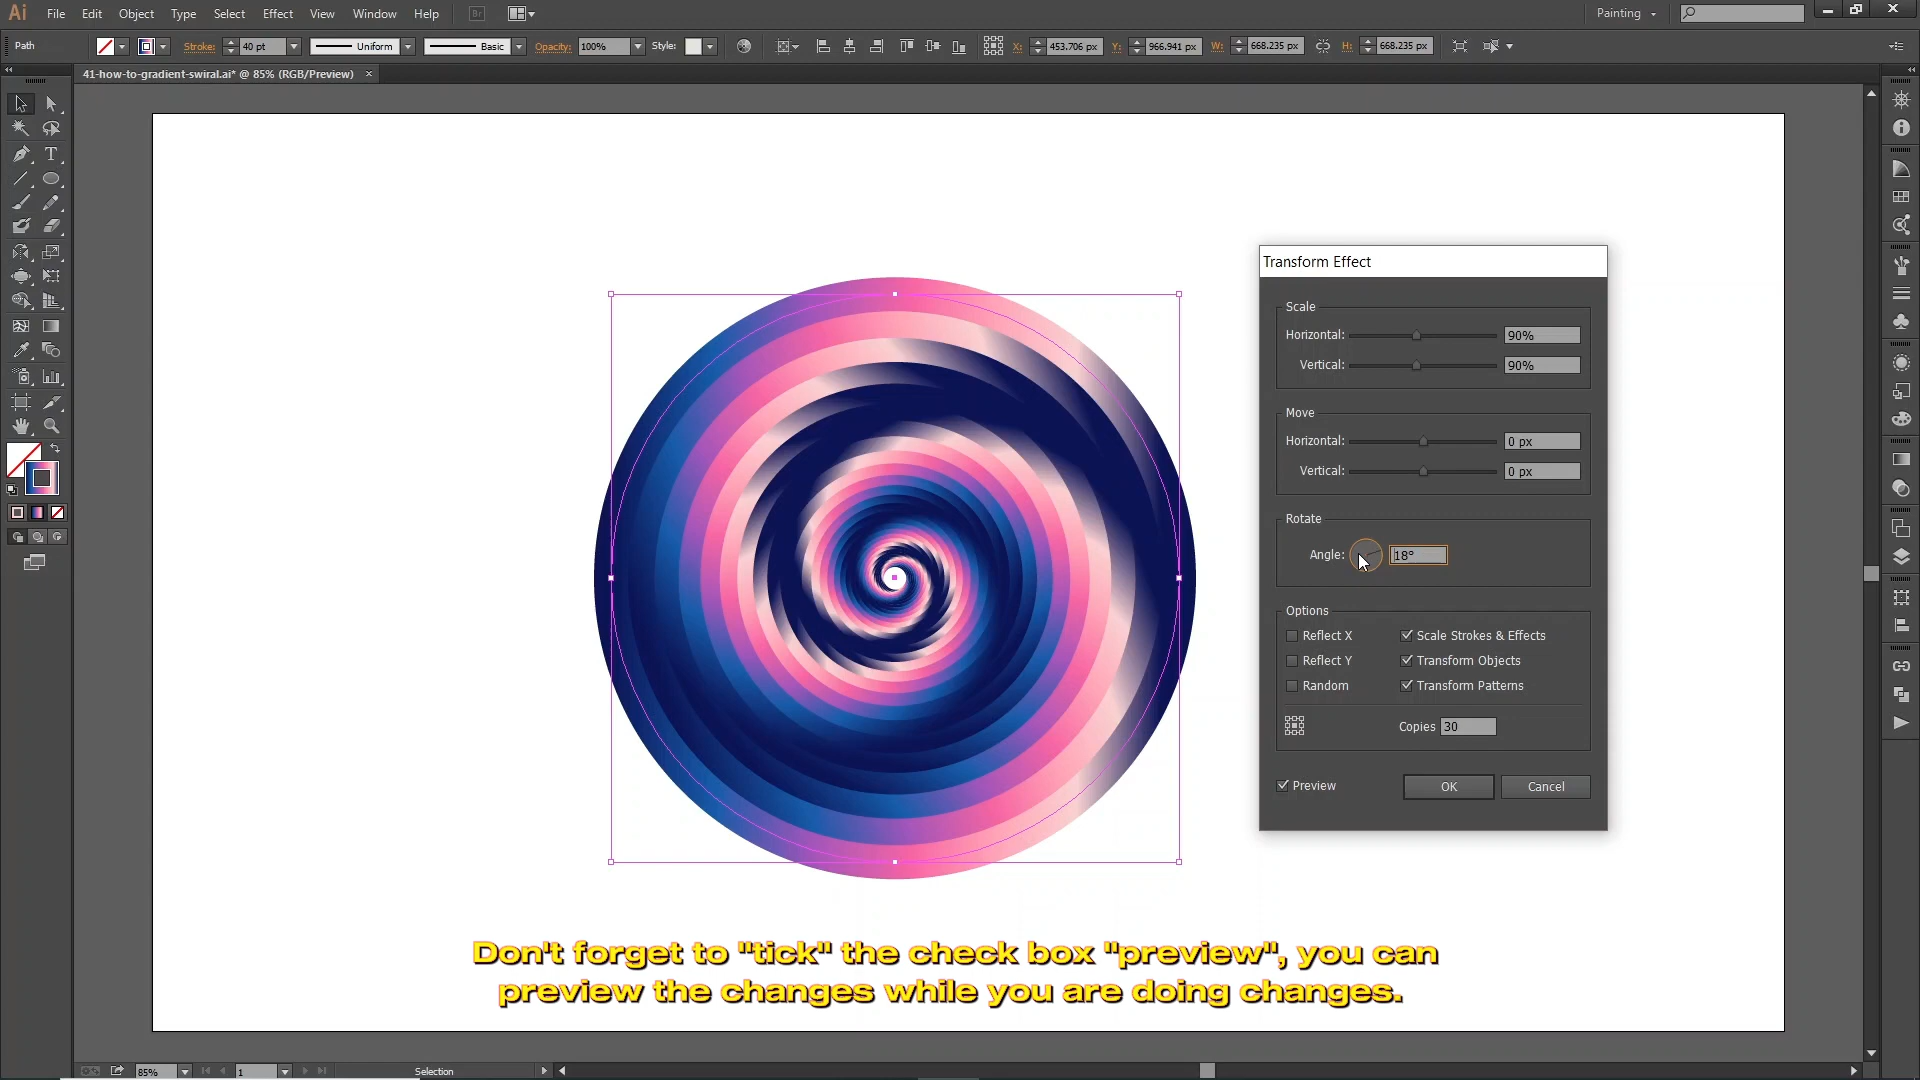 Ai File Edit Object Type Select Effect View Window Help Br Painting
Path Stroke: 40 pt Uniform Basic Opacity: 100% Style: X: 453.706 px Y: 966.941 px W: 668.235 px H: 668.235 px
41-how-to-gradient-swiral.ai* @ 85% (RGB/Preview) ×
Transform Effect
Scale
Horizontal: 90%
Vertical: 90%
Move
Horizontal: 0 px
Vertical: 0 px
Rotate
Angle: 18°
Options
Reflect X Scale Strokes & Effects
Reflect Y Transform Objects
Random Transform Patterns
Copies 30
Preview OK Cancel
Don't forget to "tick" the check box "preview", you can
preview the changes while you are doing changes.
85% 1 Selection